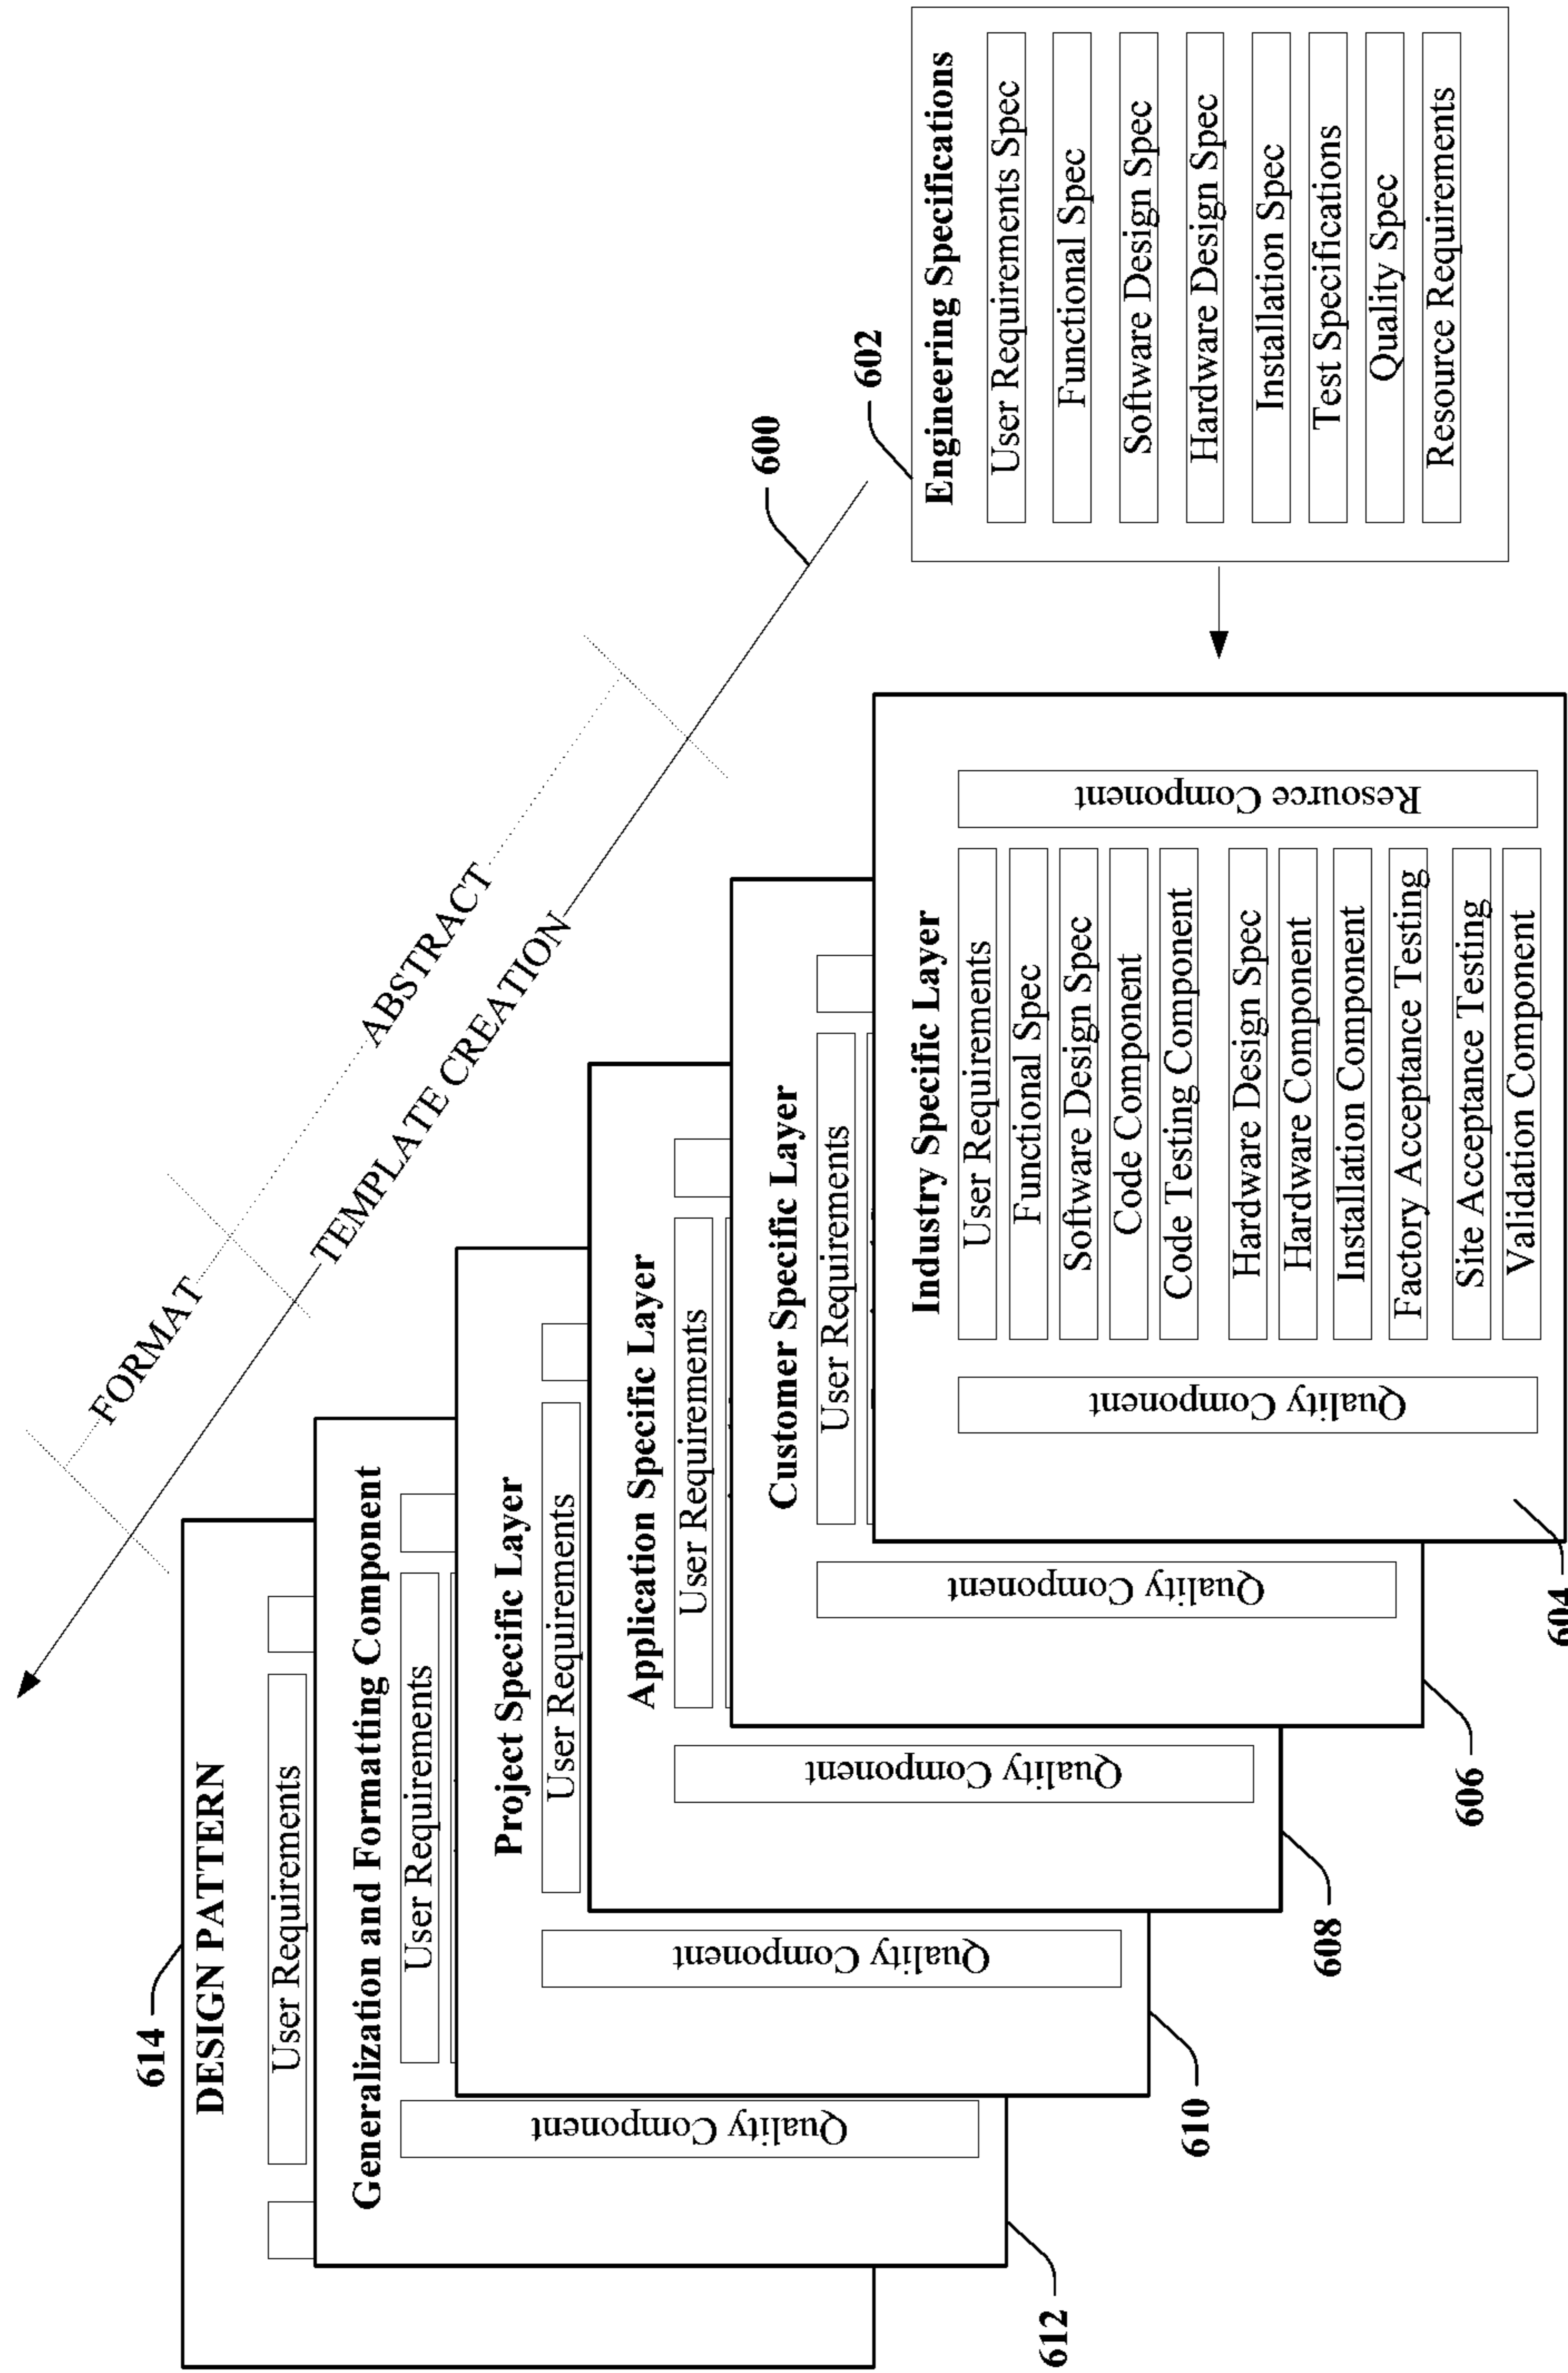 614
DESIGN PATTERN
User Requirements
Generalization and Formatting Component
User Requirements
Quality Component
612
Project Specific Layer
User Requirements
Quality Component
610
Application Specific Layer
User Requirements
Quality Component
608
Customer Specific Layer
User Requirements
Quality Component
606
Industry Specific Layer
Quality Component
User Requirements
Functional Spec
Software Design Spec
Code Component
Code Testing Component
Hardware Design Spec
Hardware Component
Installation Component
Factory Acceptance Testing
Site Acceptance Testing
Validation Component
Resource Component
604
FORMAT
ABSTRACT
TEMPLATE CREATION
600
602
Engineering Specifications
User Requirements Spec
Functional Spec
Software Design Spec
Hardware Design Spec
Installation Spec
Test Specifications
Quality Spec
Resource Requirements